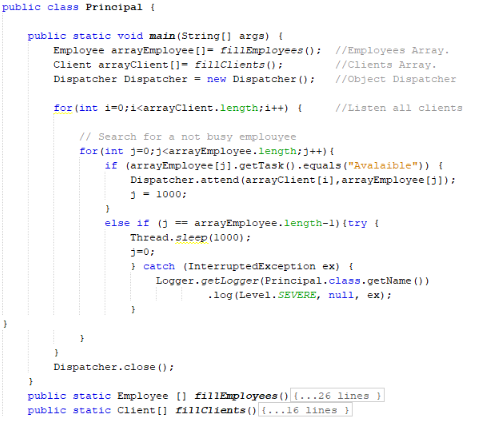 public class Principal {
public static void main(String[] args) {
Employee arrayEmployee[]= fillEmployees();  //Employees Array.
Client arrayClient[]= fillClients();  //Clients Array.
Dispatcher Dispatcher = new Dispatcher();  //Object Dispatcher
for(int i=0;i<arrayClient.length;i++) {  //Listen all clients
// Search for a not busy emplouyee
for(int j=0;j<arrayEmployee.length;j++){
if (arrayEmployee[j].getTask().equals("Avalaible")) {
Dispatcher.attend(arrayClient[i],arrayEmployee[j]);
j = 1000;
}
else if (j == arrayEmployee.length-1){try {
Thread.sleep(1000);
j=0;
} catch (InterruptedException ex) {
Logger.getLogger(Principal.class.getName())
.log(Level.SEVERE, null, ex);
}
}
}
}
Dispatcher.close();
}
public static Employee [] fillEmployees(){...26 lines }
public static Client[] fillClients(){...16 lines }